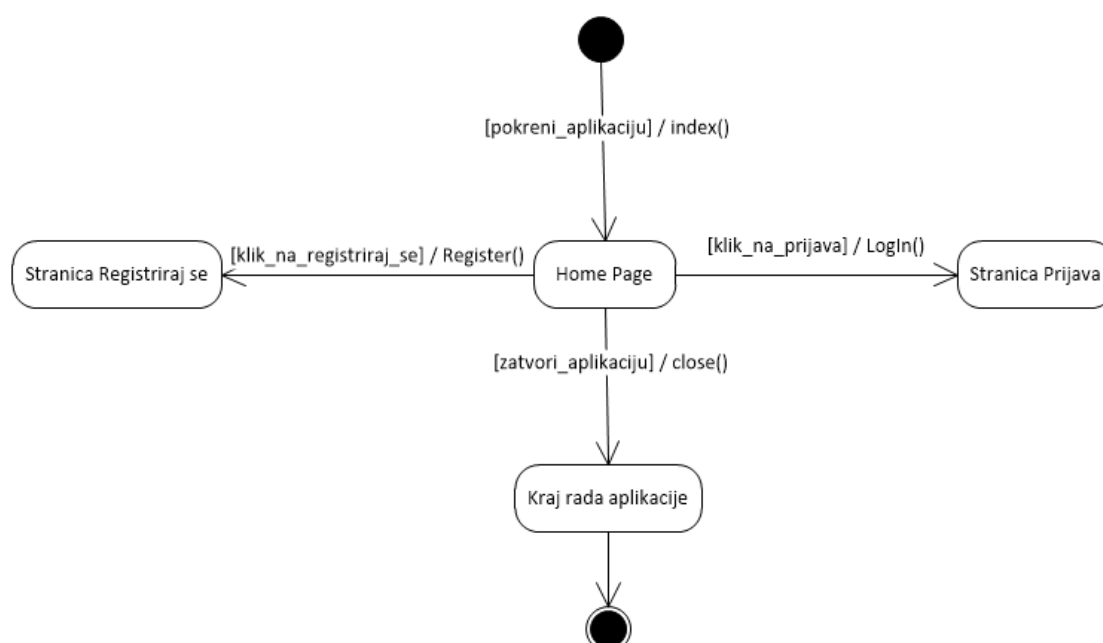 [pokreni_aplikaciju] / index()
[klik_na_registriraj_se] / Register()
[klik_na_prijava] / LogIn()
Stranica Registriraj se
Home Page
Stranica Prijava
[zatvori_aplikaciju] / close()
Kraj rada aplikacije